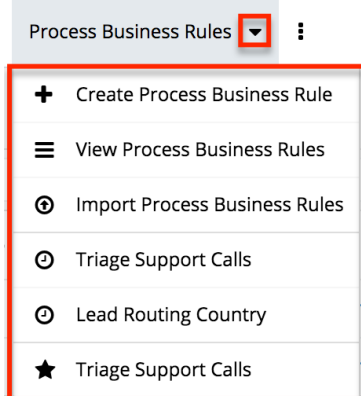 Process Business Rules
Create Process Business Rule
View Process Business Rules
Import Process Business Rules
Triage Support Calls
Lead Routing Country
Triage Support Calls